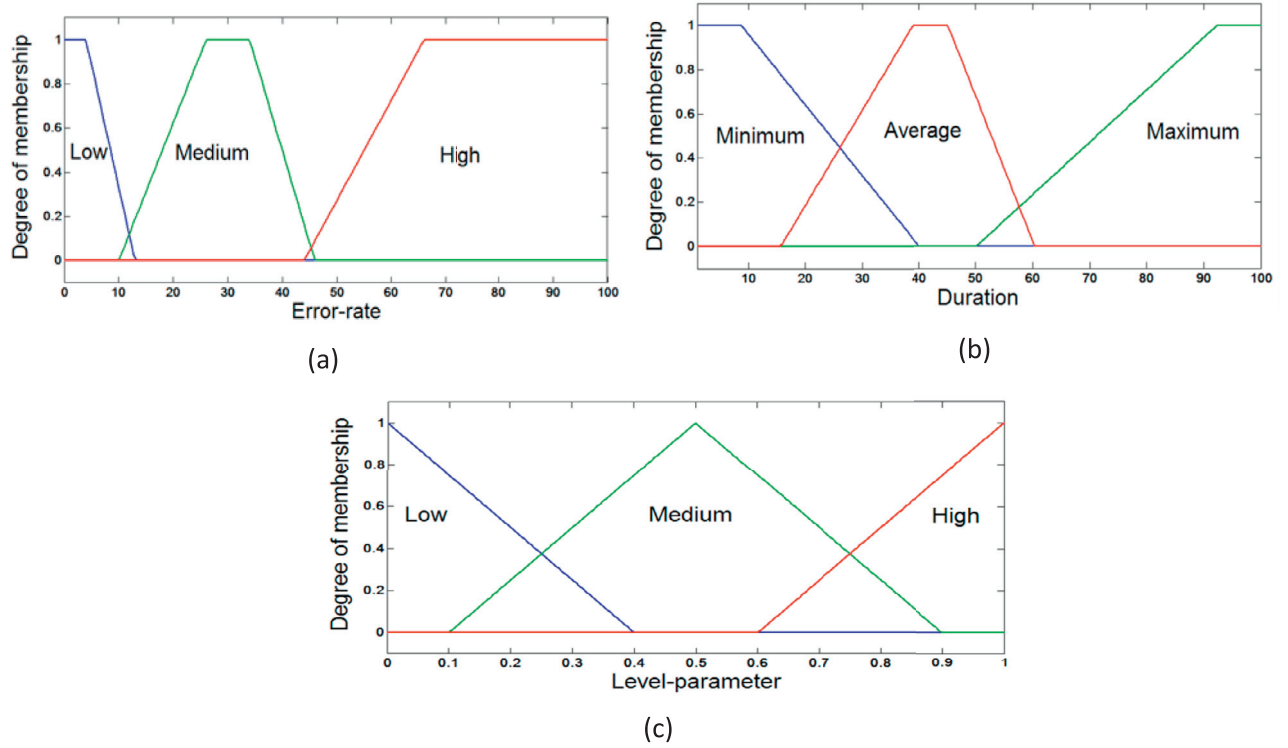 Degree of membership
1
0.8
0.6
0.4
0.2
0
Low
Medium
High
0 10 20 30 40 50 60 70 80 90 100
Error-rate
(a)
Degree of membership
1
0.8
0.6
0.4
0.2
0
Minimum
Average
Maximum
10 20 30 40 50 60 70 80 90 100
Duration
(b)
Degree of membership
1
0.8
0.6
0.4
0.2
0
Low
Medium
High
0 0.1 0.2 0.3 0.4 0.5 0.6 0.7 0.8 0.9 1
Level-parameter
(c)